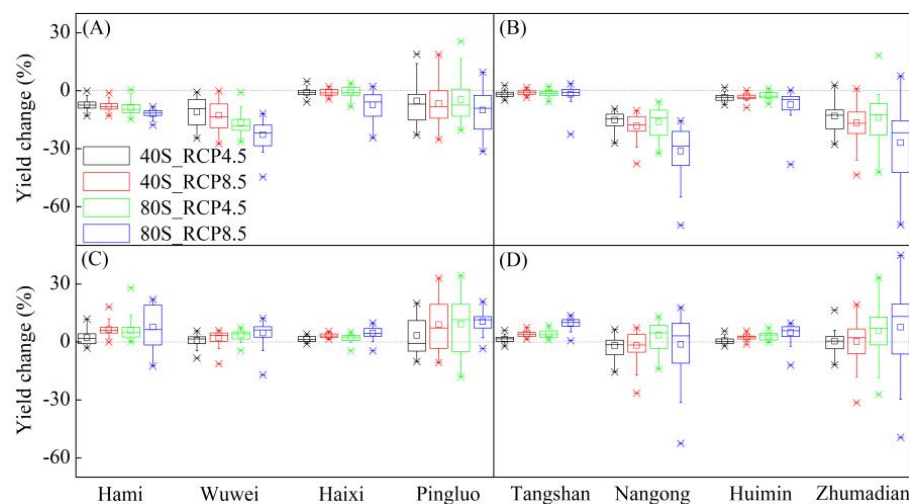 (A)
(B)
30
0
-30
-60
Yield change (%)
40S_RCP4.5
40S_RCP8.5
80S_RCP4.5
80S_RCP8.5
(C)
(D)
30
0
-30
-60
Yield change (%)
Hami Wuwei Haixi Pingluo Tangshan Nangong Huimin Zhumadian